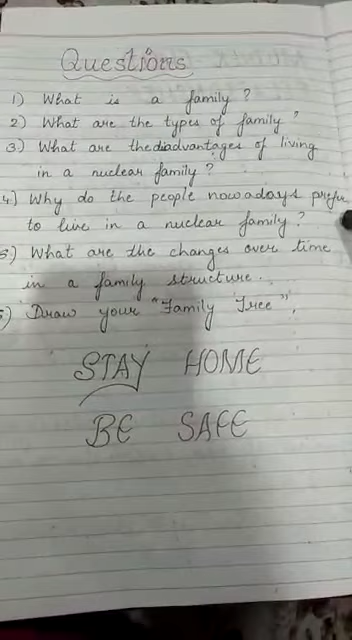 Questions
1) What is a family?
2) What are the types of family?
3) What are the diadvantages of living
in a nuclear family?
4) Why do the people nowadays prefer
to live in a nuclear family?
5) What are the changes over time
in a family structure.
6) Draw your "Family Tree".
STAY HOME
BE SAFE